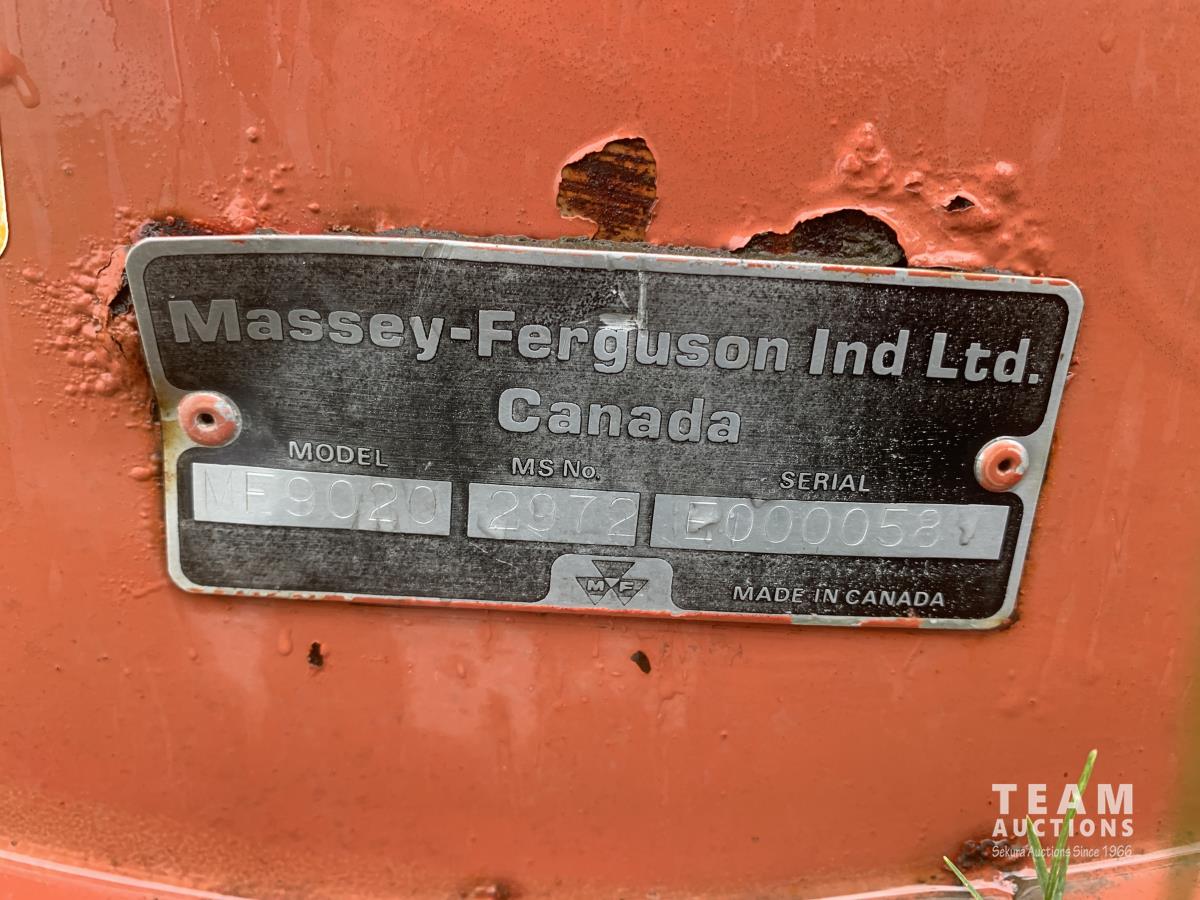 Massey-Ferguson Ind Ltd.
Canada
MODEL MS No. SERIAL
MF9020 2972
MF
MADE IN CANADA
TEAM
AUCTIONS
Sekura Auctions Since 1966